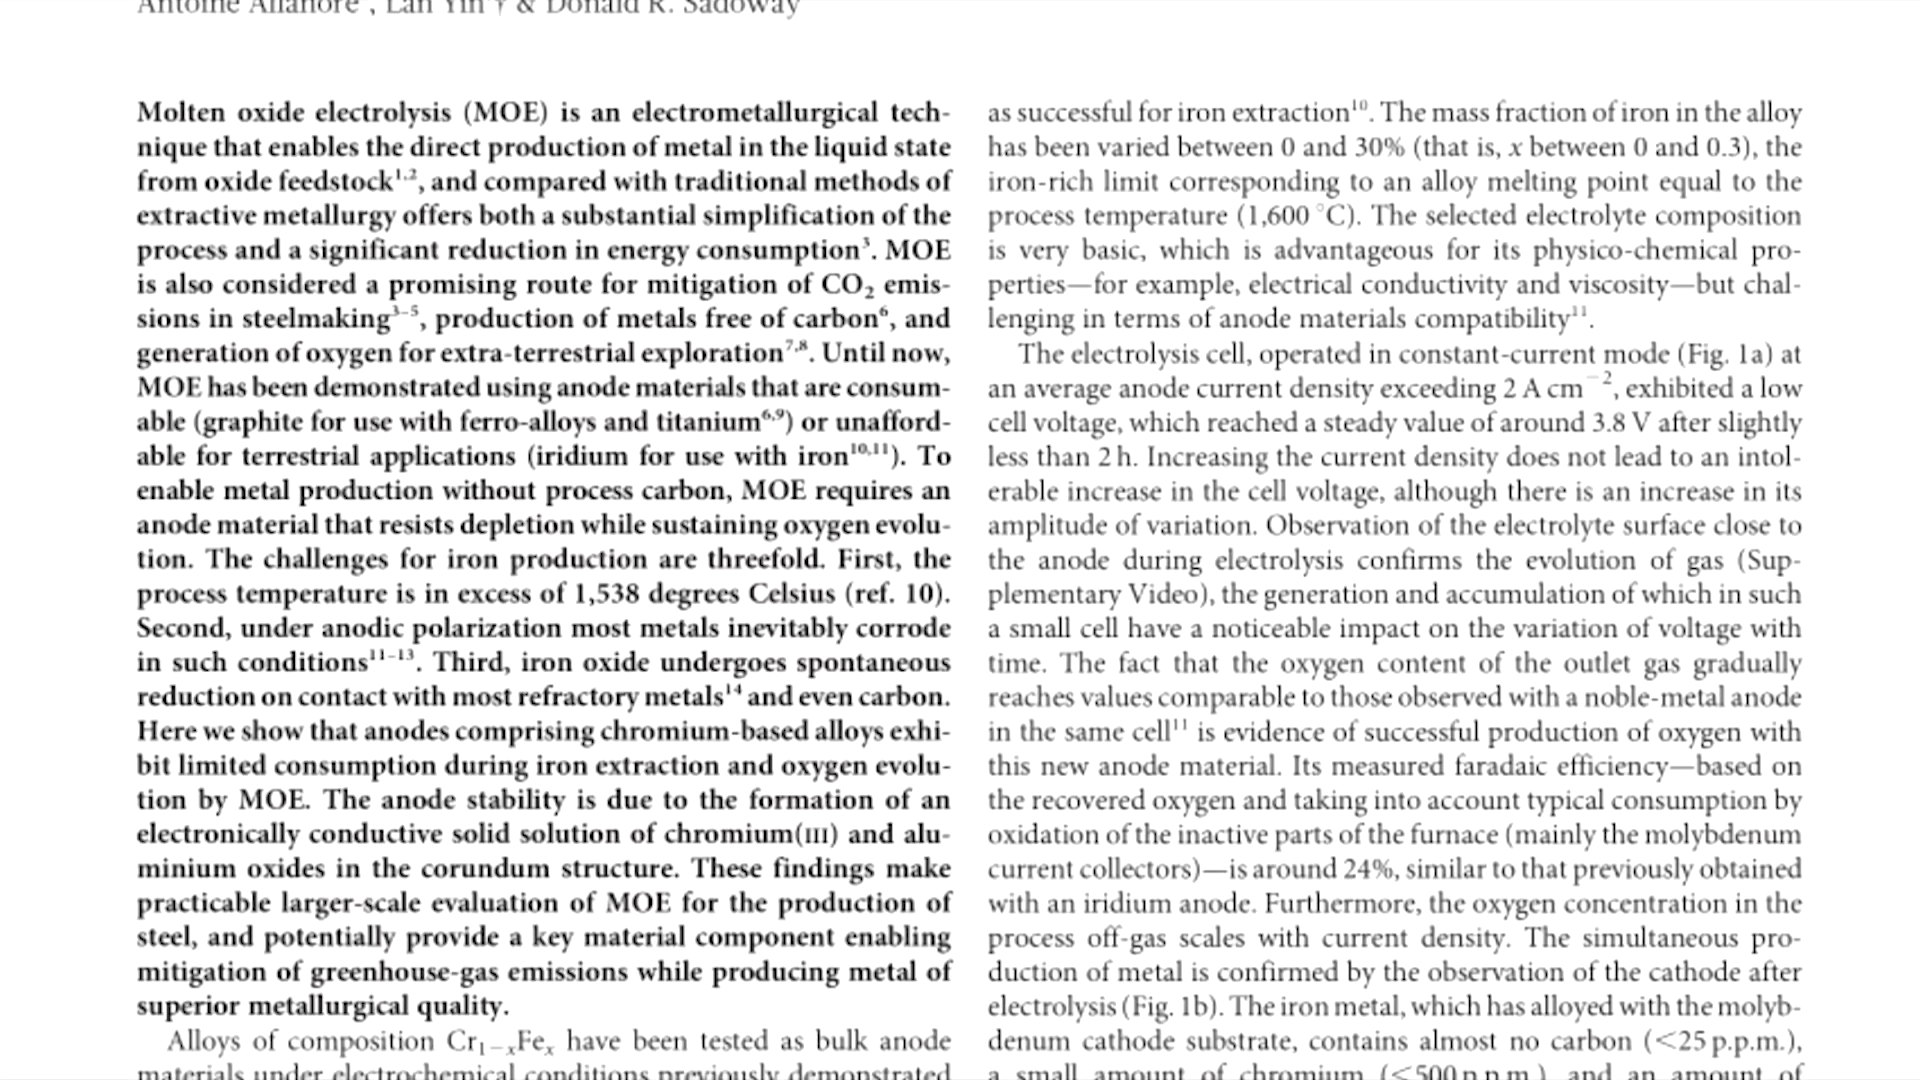 Antoine Allanore , Lan Yin † & Donald R. Sadoway
Molten oxide electrolysis (MOE) is an electrometallurgical tech-
nique that enables the direct production of metal in the liquid state
from oxide feedstock1,2, and compared with traditional methods of
extractive metallurgy offers both a substantial simplification of the
process and a significant reduction in energy consumption3. MOE
is also considered a promising route for mitigation of CO2 emis-
sions in steelmaking3–5, production of metals free of carbon6, and
generation of oxygen for extra-terrestrial exploration7,8. Until now,
MOE has been demonstrated using anode materials that are consum-
able (graphite for use with ferro-alloys and titanium6,9) or unafford-
able for terrestrial applications (iridium for use with iron10,11). To
enable metal production without process carbon, MOE requires an
anode material that resists depletion while sustaining oxygen evolu-
tion. The challenges for iron production are threefold. First, the
process temperature is in excess of 1,538 degrees Celsius (ref. 10).
Second, under anodic polarization most metals inevitably corrode
in such conditions11–13. Third, iron oxide undergoes spontaneous
reduction on contact with most refractory metals14 and even carbon.
Here we show that anodes comprising chromium-based alloys exhi-
bit limited consumption during iron extraction and oxygen evolu-
tion by MOE. The anode stability is due to the formation of an
electronically conductive solid solution of chromium(III) and alu-
minium oxides in the corundum structure. These findings make
practicable larger-scale evaluation of MOE for the production of
steel, and potentially provide a key material component enabling
mitigation of greenhouse-gas emissions while producing metal of
superior metallurgical quality.
Alloys of composition Cr1−xFex have been tested as bulk anode
materials under electrochemical conditions previously demonstrated
as successful for iron extraction10. The mass fraction of iron in the alloy
has been varied between 0 and 30% (that is, x between 0 and 0.3), the
iron-rich limit corresponding to an alloy melting point equal to the
process temperature (1,600 °C). The selected electrolyte composition
is very basic, which is advantageous for its physico-chemical pro-
perties—for example, electrical conductivity and viscosity—but chal-
lenging in terms of anode materials compatibility11.
The electrolysis cell, operated in constant-current mode (Fig. 1a) at
an average anode current density exceeding 2 A cm−2, exhibited a low
cell voltage, which reached a steady value of around 3.8 V after slightly
less than 2 h. Increasing the current density does not lead to an intol-
erable increase in the cell voltage, although there is an increase in its
amplitude of variation. Observation of the electrolyte surface close to
the anode during electrolysis confirms the evolution of gas (Sup-
plementary Video), the generation and accumulation of which in such
a small cell have a noticeable impact on the variation of voltage with
time. The fact that the oxygen content of the outlet gas gradually
reaches values comparable to those observed with a noble-metal anode
in the same cell11 is evidence of successful production of oxygen with
this new anode material. Its measured faradaic efficiency—based on
the recovered oxygen and taking into account typical consumption by
oxidation of the inactive parts of the furnace (mainly the molybdenum
current collectors)—is around 24%, similar to that previously obtained
with an iridium anode. Furthermore, the oxygen concentration in the
process off-gas scales with current density. The simultaneous pro-
duction of metal is confirmed by the observation of the cathode after
electrolysis (Fig. 1b). The iron metal, which has alloyed with the molyb-
denum cathode substrate, contains almost no carbon (<25 p.p.m.),
a small amount of chromium (<500 p.p.m.), and an amount of